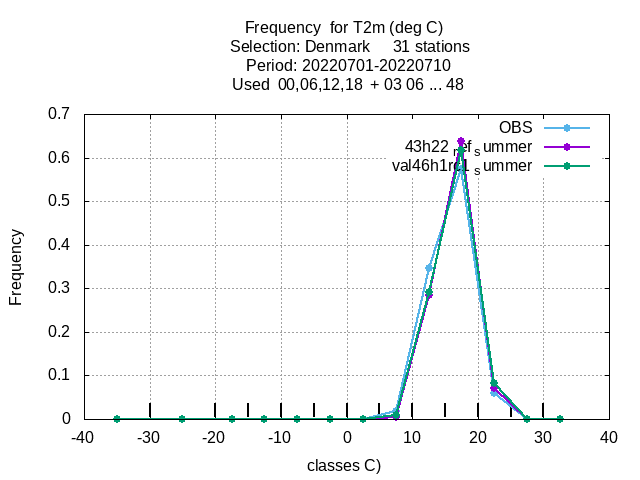 Frequency  for T2m (deg C)
Selection: Denmark     31 stations
Period: 20220701-20220710
Used  00,06,12,18  + 03 06 ... 48
OBS
43h22_ref_summer
val46h1rc1_summer
0.7
0.6
0.5
0.4
0.3
0.2
0.1
0
Frequency
-40 -30 -20 -10 0 10 20 30 40
classes C)